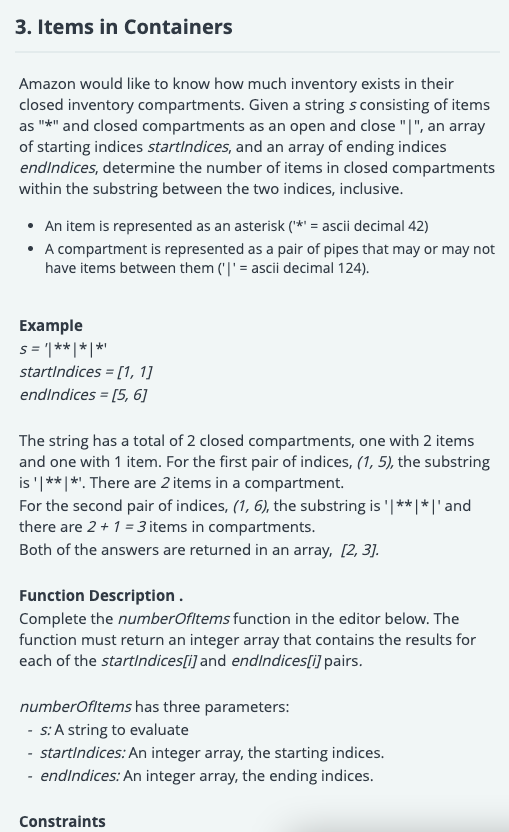 3. Items in Containers
Amazon would like to know how much inventory exists in their
closed inventory compartments. Given a string s consisting of items
as "*" and closed compartments as an open and close "|", an array
of starting indices startIndices, and an array of ending indices
endIndices, determine the number of items in closed compartments
within the substring between the two indices, inclusive.
• An item is represented as an asterisk ('*' = ascii decimal 42)
• A compartment is represented as a pair of pipes that may or may not
have items between them ('|' = ascii decimal 124).
Example
s = '|**|*|*'
startIndices = [1, 1]
endIndices = [5, 6]
The string has a total of 2 closed compartments, one with 2 items
and one with 1 item. For the first pair of indices, (1, 5), the substring
is '|**|*'. There are 2 items in a compartment.
For the second pair of indices, (1, 6), the substring is '|**|*|' and
there are 2 + 1 = 3 items in compartments.
Both of the answers are returned in an array, [2, 3].
Function Description .
Complete the numberOfItems function in the editor below. The
function must return an integer array that contains the results for
each of the startIndices[i] and endIndices[i] pairs.
numberOfItems has three parameters:
- s: A string to evaluate
- startIndices: An integer array, the starting indices.
- endIndices: An integer array, the ending indices.
Constraints